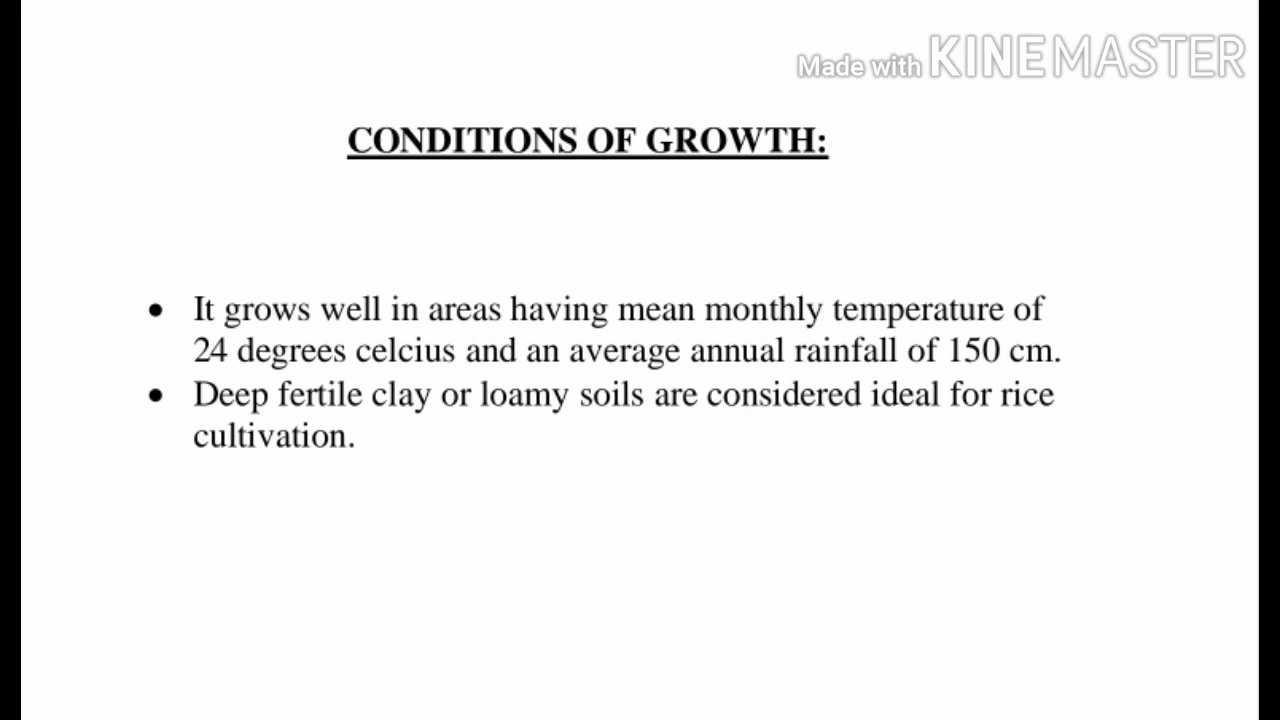 Made with KINEMASTER
CONDITIONS OF GROWTH:
• It grows well in areas having mean monthly temperature of
24 degrees celcius and an average annual rainfall of 150 cm.
• Deep fertile clay or loamy soils are considered ideal for rice
cultivation.